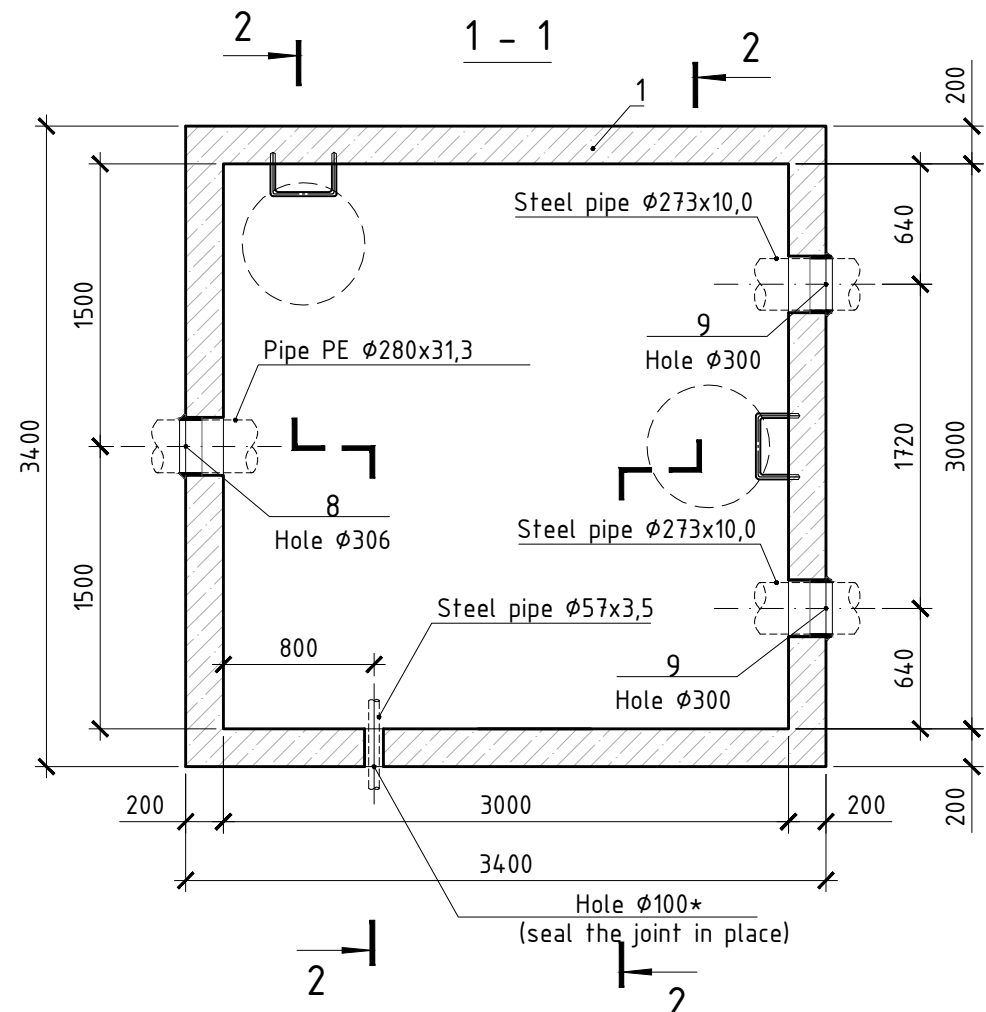 2
1 - 1
2
1
200
Steel pipe Ø273x10,0
640
1500
9
Hole Ø300
Pipe PE Ø280x31,3
3400
1720
3000
8
Hole Ø306
Steel pipe Ø273x10,0
1500
Steel pipe Ø57x3,5
800
9
Hole Ø300
640
200
3000
200
200
3400
Hole Ø100*
(seal the joint in place)
2
2